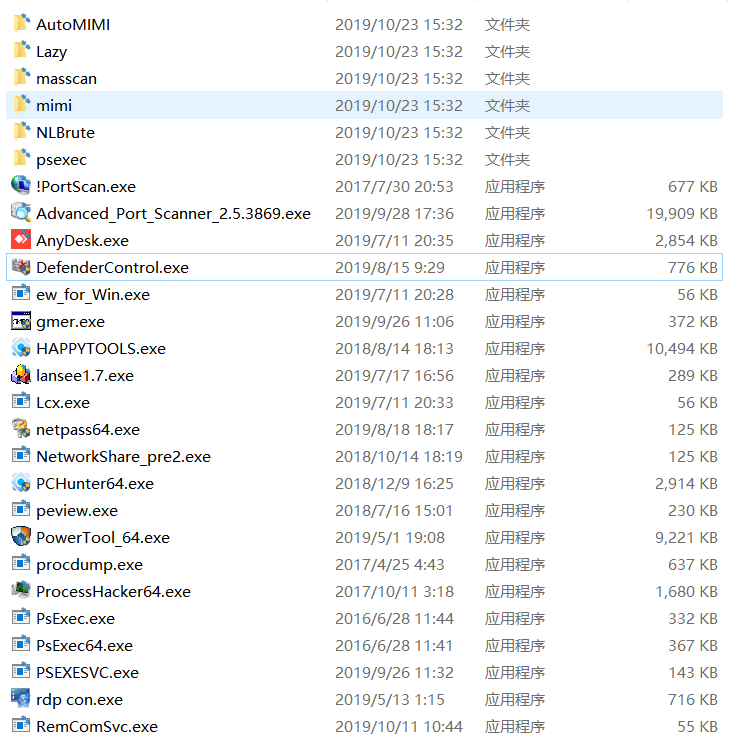 AutoMIMI 2019/10/23 15:32 文件夹
Lazy 2019/10/23 15:32 文件夹
masscan 2019/10/23 15:32 文件夹
mimi 2019/10/23 15:32 文件夹
NLBrute 2019/10/23 15:32 文件夹
psexec 2019/10/23 15:32 文件夹
!PortScan.exe 2017/7/30 20:53 应用程序 677 KB
Advanced_Port_Scanner_2.5.3869.exe 2019/9/28 17:36 应用程序 19,909 KB
AnyDesk.exe 2019/7/11 20:35 应用程序 2,854 KB
DefenderControl.exe 2019/8/15 9:29 应用程序 776 KB
ew_for_Win.exe 2019/7/11 20:28 应用程序 56 KB
gmer.exe 2019/9/26 11:06 应用程序 372 KB
HAPPYTOOLS.exe 2018/8/14 18:13 应用程序 10,494 KB
lansee1.7.exe 2019/7/17 16:56 应用程序 289 KB
Lcx.exe 2019/7/11 20:33 应用程序 56 KB
netpass64.exe 2019/8/18 18:17 应用程序 125 KB
NetworkShare_pre2.exe 2018/10/14 18:19 应用程序 125 KB
PCHunter64.exe 2018/12/9 16:25 应用程序 2,914 KB
peview.exe 2018/7/16 15:01 应用程序 230 KB
PowerTool_64.exe 2019/5/1 19:08 应用程序 9,221 KB
procdump.exe 2017/4/25 4:43 应用程序 637 KB
ProcessHacker64.exe 2017/10/11 3:18 应用程序 1,680 KB
PsExec.exe 2016/6/28 11:44 应用程序 332 KB
PsExec64.exe 2016/6/28 11:41 应用程序 367 KB
PSEXESVC.exe 2019/9/26 11:32 应用程序 143 KB
rdp con.exe 2019/5/13 1:15 应用程序 716 KB
RemComSvc.exe 2019/10/11 10:44 应用程序 55 KB